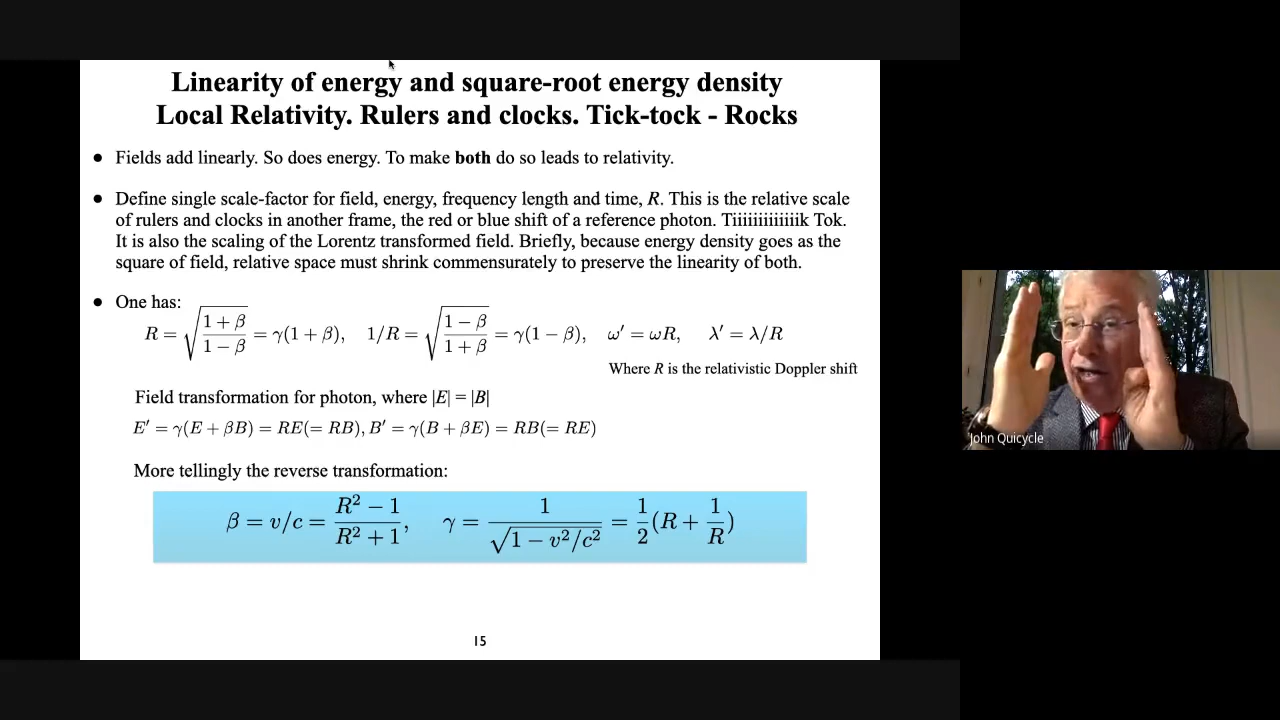 Linearity of energy and square-root energy density
Local Relativity. Rulers and clocks. Tick-tock - Rocks
● Fields add linearly. So does energy. To make both do so leads to relativity.
● Define single scale-factor for field, energy, frequency length and time, R. This is the relative scale
of rulers and clocks in another frame, the red or blue shift of a reference photon. Tiiiiiiiiiiiik Tok.
It is also the scaling of the Lorentz transformed field. Briefly, because energy density goes as the
square of field, relative space must shrink commensurately to preserve the linearity of both.
● One has:
R = √((1 + β)/(1 − β)) = γ(1 + β), 1/R = √((1 − β)/(1 + β)) = γ(1 − β), ω′ = ωR, λ′ = λ/R
Where R is the relativistic Doppler shift
Field transformation for photon, where |E| = |B|
E′ = γ(E + βB) = RE(= RB), B′ = γ(B + βE) = RB(= RE)
More tellingly the reverse transformation:
β = v/c = (R² − 1)/(R² + 1), γ = 1/√(1 − v²/c²) = 1/2(R + 1/R)
15
John Quicycle